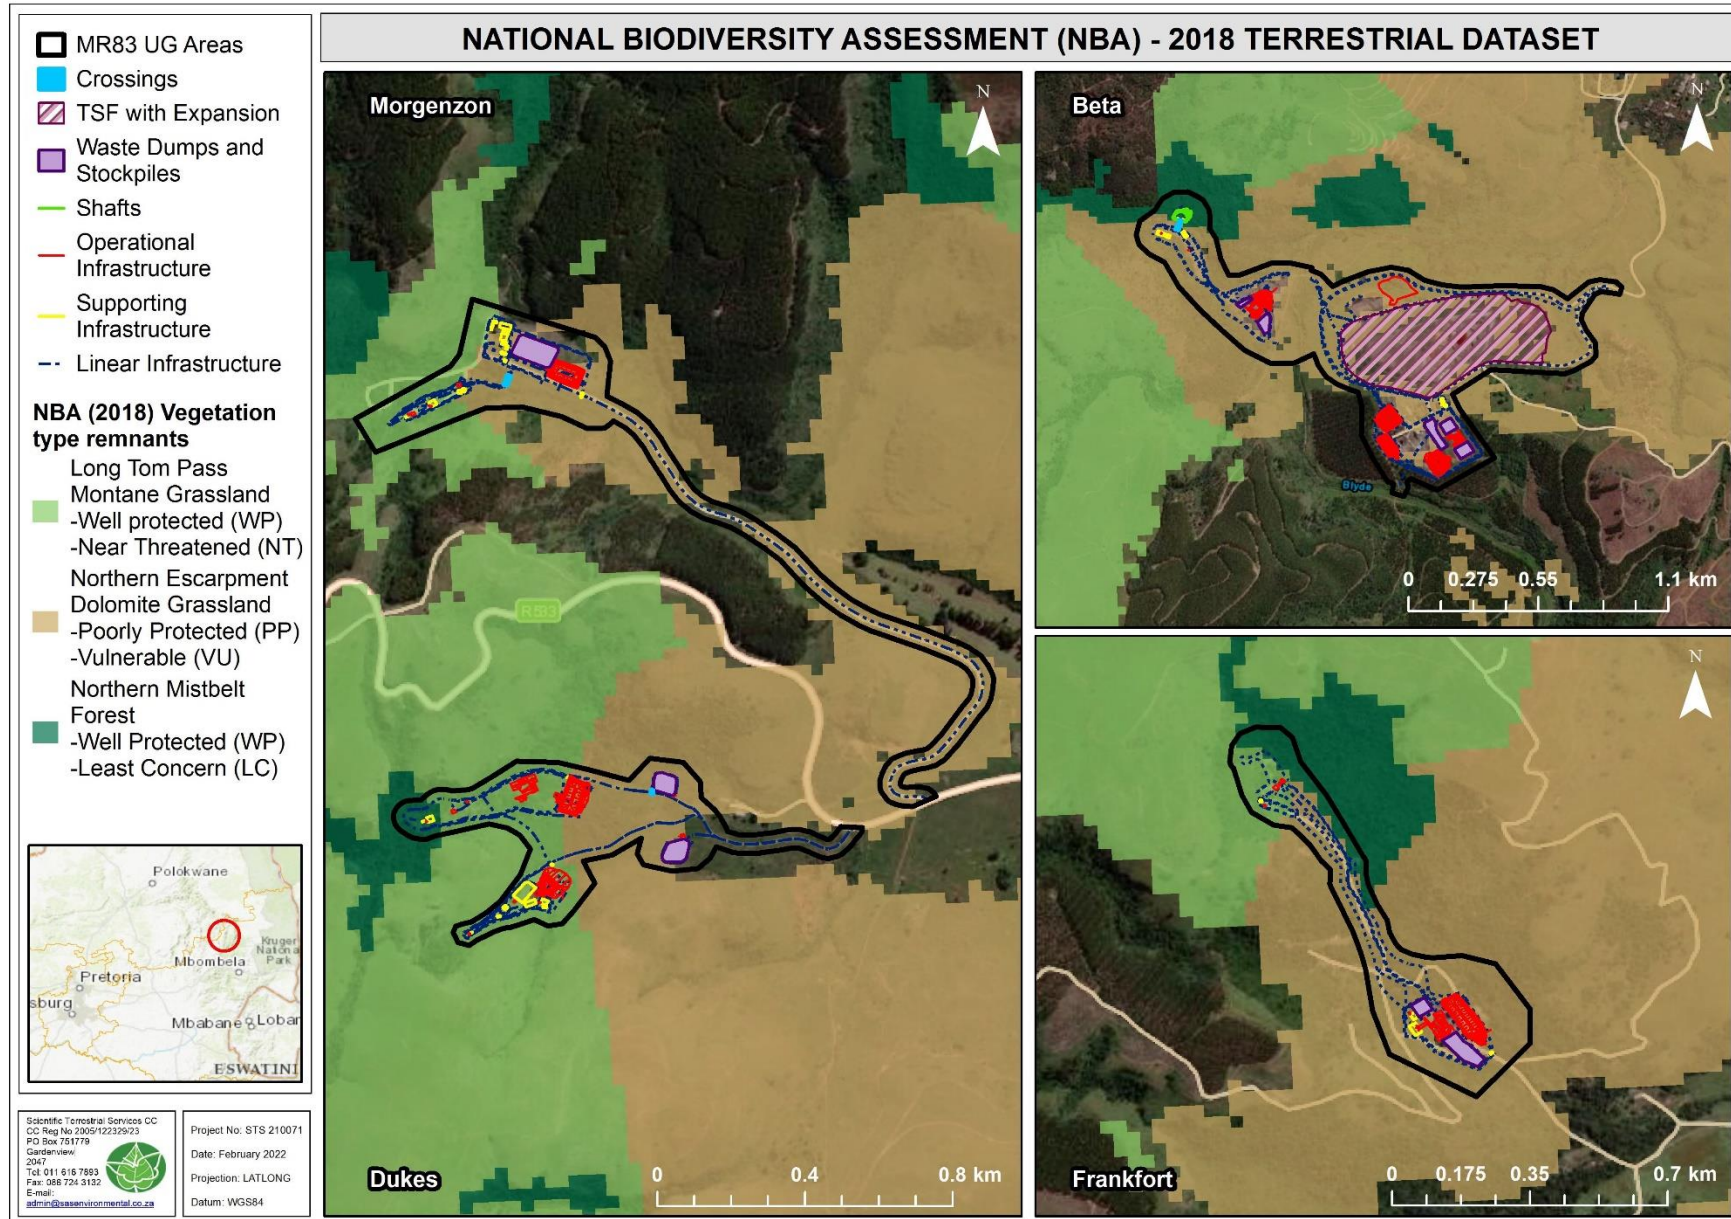 NATIONAL BIODIVERSITY ASSESSMENT (NBA) - 2018 TERRESTRIAL DATASET
MR83 UG Areas
Crossings
TSF with Expansion
Waste Dumps and
Stockpiles
Shafts
Operational
Infrastructure
Supporting
Infrastructure
Linear Infrastructure
NBA (2018) Vegetation
type remnants
Long Tom Pass
Montane Grassland
-Well protected (WP)
-Near Threatened (NT)
Northern Escarpment
Dolomite Grassland
-Poorly Protected (PP)
-Vulnerable (VU)
Northern Mistbelt
Forest
-Well Protected (WP)
-Least Concern (LC)
Polokwane
Kruger
Nationa
Park
Mbombela
Pretoria
sburg
Mbabane
Lobar
ESWATINI
Scientific Terrestrial Services CC
CC Reg No 2005/122329/23
PO Box 751779
Gardenview
2047
Tel: 011 616 7893
Fax: 086 724 3132
E-mail:
admin@sasenvironmental.co.za
Project No: STS 210071
Date: February 2022
Projection: LATLONG
Datum: WGS84
Morgenzon
N
R533
Dukes
0 0.4 0.8 km
Beta
N
Blyde
0 0.275 0.55 1.1 km
N
Frankfort
0 0.175 0.35 0.7 km